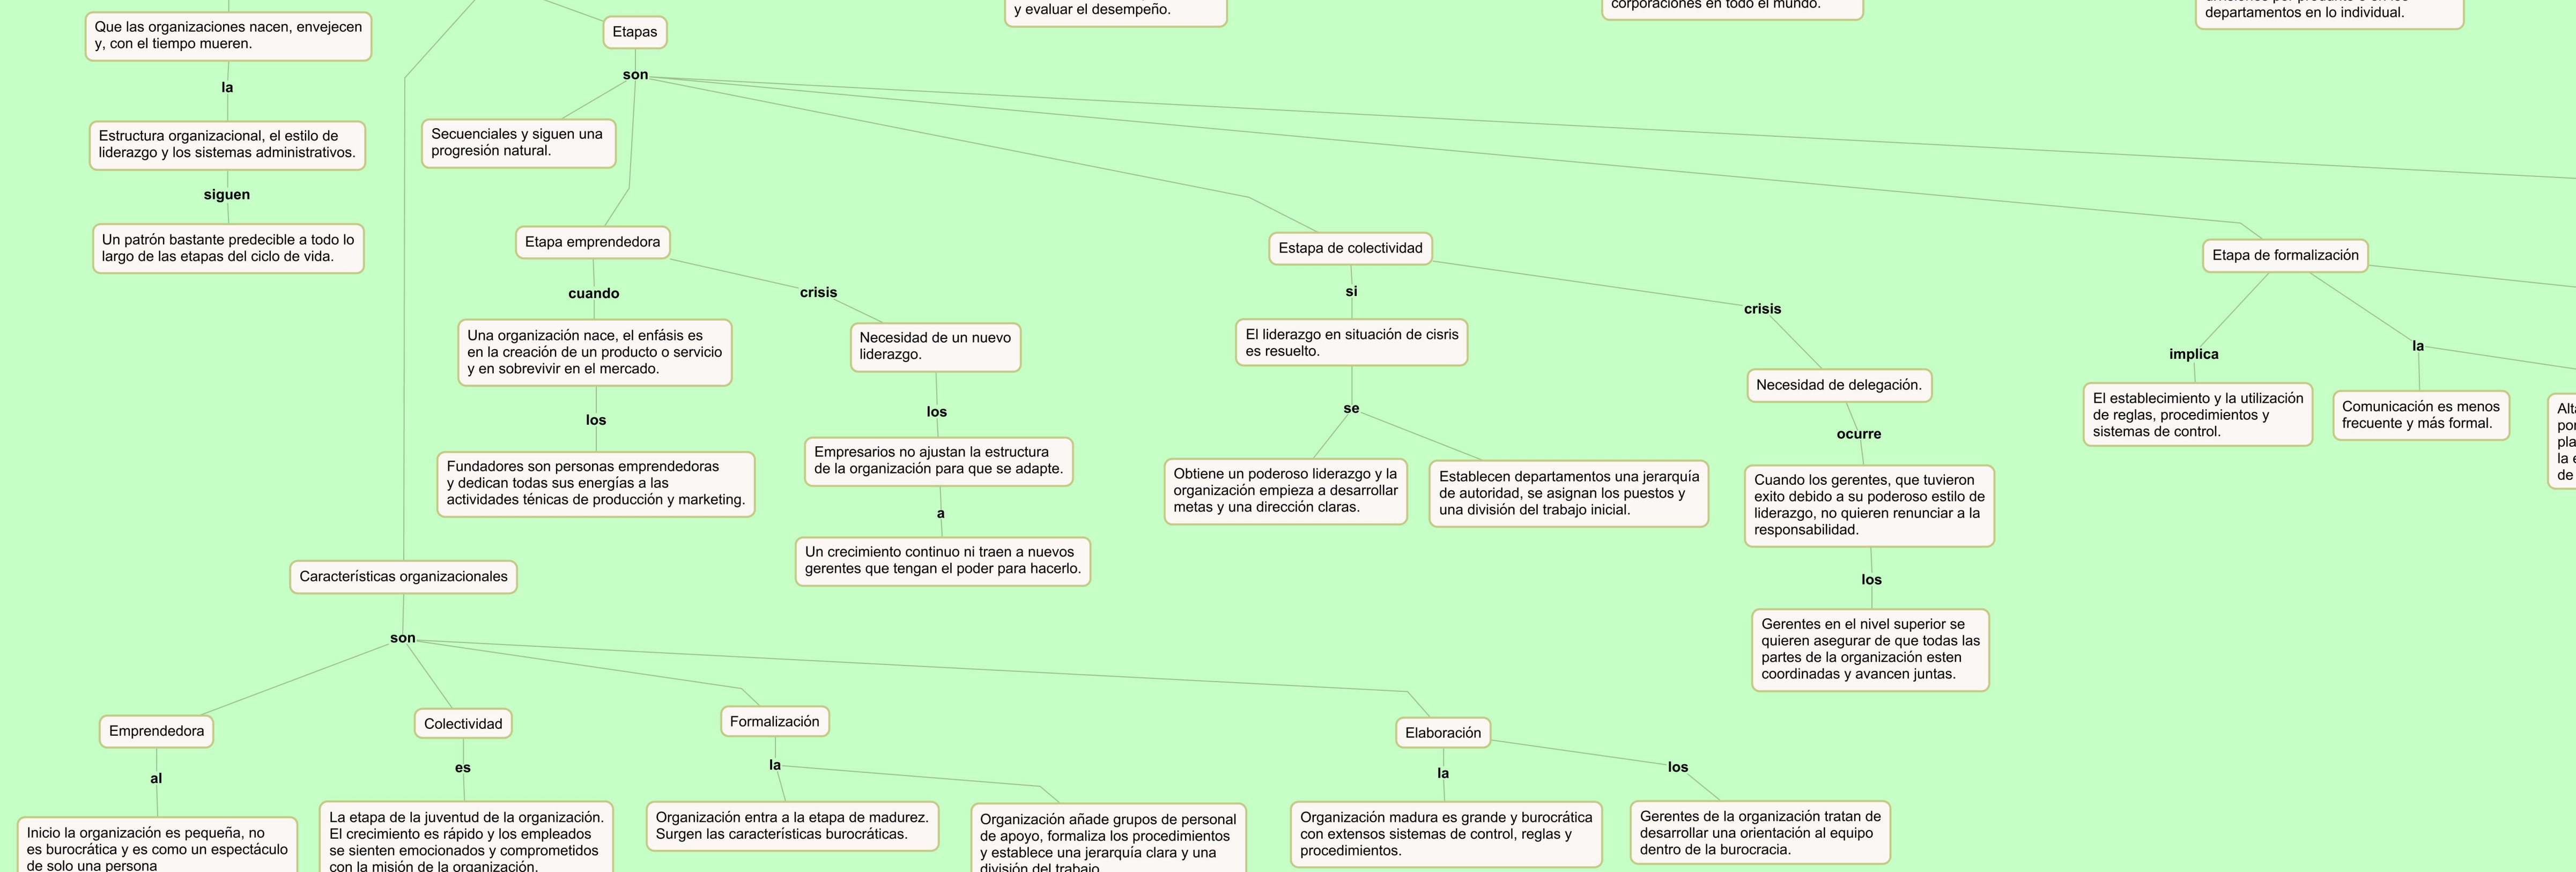 Que las organizaciones nacen, envejecen
y, con el tiempo mueren.
la
Estructura organizacional, el estilo de
liderazgo y los sistemas administrativos.
siguen
Un patrón bastante predecible a todo lo
largo de las etapas del ciclo de vida.
y evaluar el desempeño.
corporaciones en todo el mundo.
departamentos en lo individual.
Etapas
son
Secuenciales y siguen una
progresión natural.
Etapa emprendedora
cuando
Una organización nace, el enfásis es
en la creación de un producto o servicio
y en sobrevivir en el mercado.
los
Fundadores son personas emprendedoras
y dedican todas sus energías a las
actividades ténicas de producción y marketing.
crisis
Necesidad de un nuevo
liderazgo.
los
Empresarios no ajustan la estructura
de la organización para que se adapte.
a
Un crecimiento continuo ni traen a nuevos
gerentes que tengan el poder para hacerlo.
Estapa de colectividad
si
El liderazgo en situación de cisris
es resuelto.
se
Obtiene un poderoso liderazgo y la
organización empieza a desarrollar
metas y una dirección claras.
Establecen departamentos una jerarquía
de autoridad, se asignan los puestos y
una división del trabajo inicial.
crisis
Necesidad de delegación.
ocurre
Cuando los gerentes, que tuvieron
exito debido a su poderoso estilo de
liderazgo, no quieren renunciar a la
responsabilidad.
los
Gerentes en el nivel superior se
quieren asegurar de que todas las
partes de la organización esten
coordinadas y avancen juntas.
Etapa de formalización
implica
El establecimiento y la utilización
de reglas, procedimientos y
sistemas de control.
la
Comunicación es menos
frecuente y más formal.
Características organizacionales
son
Emprendedora
al
Inicio la organización es pequeña, no
es burocrática y es como un espectáculo
de solo una persona
Colectividad
es
La etapa de la juventud de la organización.
El crecimiento es rápido y los empleados
se sienten emocionados y comprometidos
con la misión de la organización.
Formalización
la
Organización entra a la etapa de madurez.
Surgen las características burocráticas.
Organización añade grupos de personal
de apoyo, formaliza los procedimientos
y establece una jerarquía clara y una
división del trabajo
Elaboración
la
Organización madura es grande y burocrática
con extensos sistemas de control, reglas y
procedimientos.
los
Gerentes de la organización tratan de
desarrollar una orientación al equipo
dentro de la burocracia.